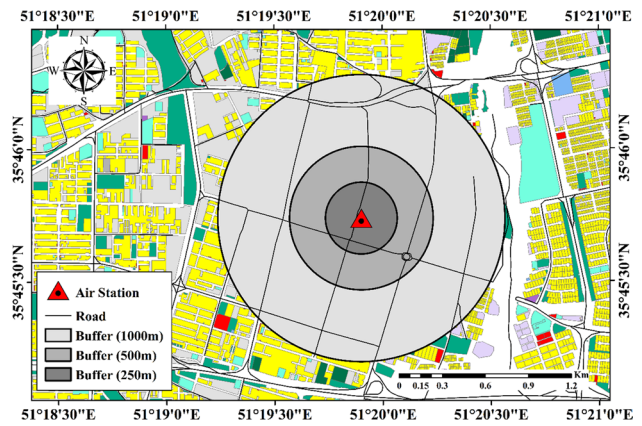 51°18'30"E 51°19'0"E 51°19'30"E 51°20'0"E 51°20'30"E 51°21'0"E
N
W E
S
35°46'0"N 35°46'0"N
35°45'30"N 35°45'30"N
Air Station
Road
Buffer (1000m)
Buffer (500m)
Buffer (250m)
Km
0 0.15 0.3 0.6 0.9 1.2
51°18'30"E 51°19'0"E 51°19'30"E 51°20'0"E 51°20'30"E 51°21'0"E